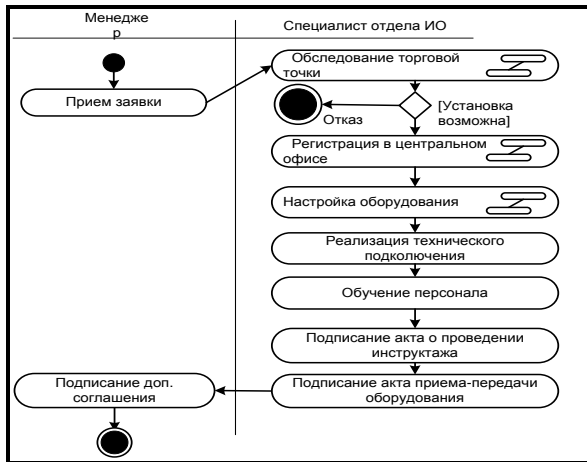 Менедже
р
Специалист отдела ИО
Обследование торговой
точки
Прием заявки
[Установка
возможна]
Отказ
Регистрация в центральном
офисе
Настройка оборудования
Реализация технического
подколючения
Обучение персонала
Подписание акта о проведении
инструктажа
Подписание доп.
соглашения
Подписание акта приема-передачи
оборудования